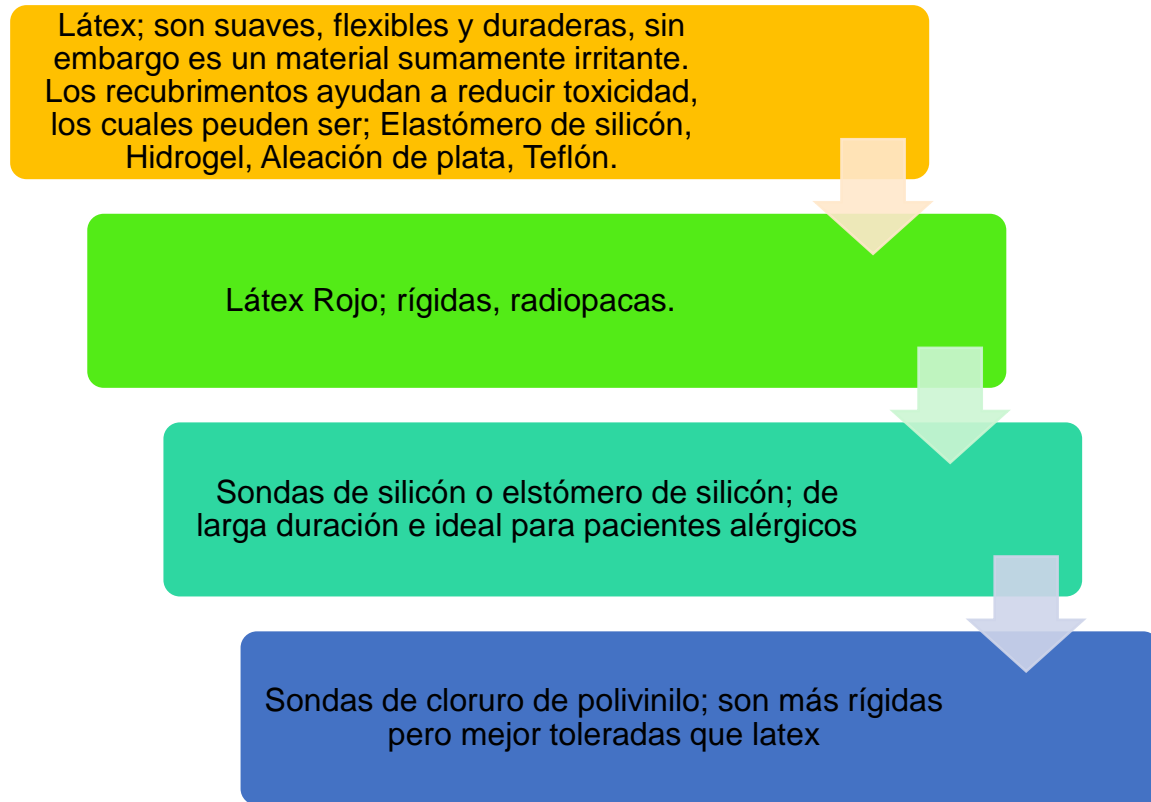 Látex; son suaves, flexibles y duraderas, sin
embargo es un material sumamente irritante.
Los recubrimentos ayudan a reducir toxicidad,
los cuales peuden ser; Elastómero de silicón,
Hidrogel, Aleación de plata, Teflón.
Látex Rojo; rígidas, radiopacas.
Sondas de silicón o elstómero de silicón; de
larga duración e ideal para pacientes alérgicos
Sondas de cloruro de polivinilo; son más rígidas
pero mejor toleradas que latex